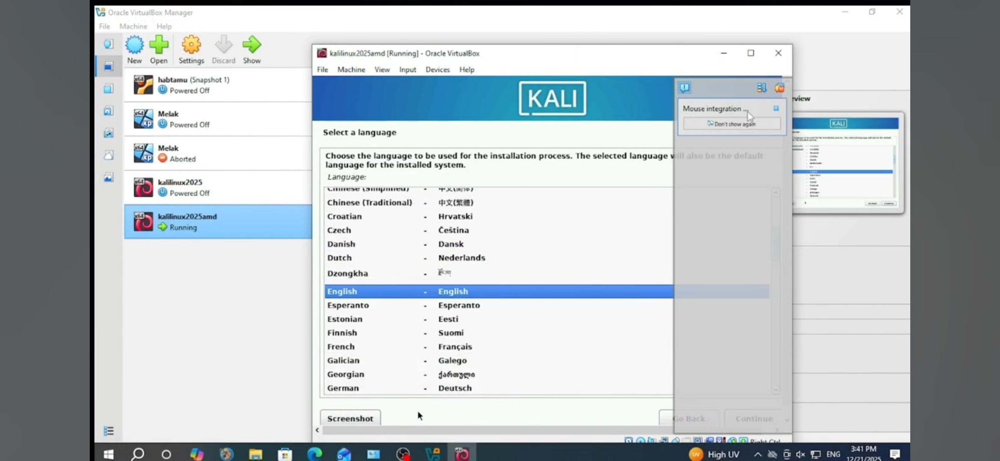 Oracle VirtualBox Manager
File Machine Help
New Open Settings Discard Show
habtamu (Snapshot 1)
Powered Off
Melak
Powered Off
Melak
Aborted
kalilinux2025
Powered Off
kalilinux2025amd
Running
kalilinux2025amd [Running] - Oracle VirtualBox
File Machine View Input Devices Help
KALI
Mouse integration ...
Don't show again
Select a language
Choose the language to be used for the installation process. The selected language will also be the default
language for the installed system.
Language:
Chinese (Simplified) - 中文(简体)
Chinese (Traditional) - 中文(繁體)
Croatian - Hrvatski
Czech - Čeština
Danish - Dansk
Dutch - Nederlands
Dzongkha - རྫོང་ཁ།
English - English
Esperanto - Esperanto
Estonian - Eesti
Finnish - Suomi
French - Français
Galician - Galego
Georgian - ქართული
German - Deutsch
Screenshot Go Back Continue
Right Ctrl
eview
KALI
High UV
ENG
3:41 PM
12/21/2025